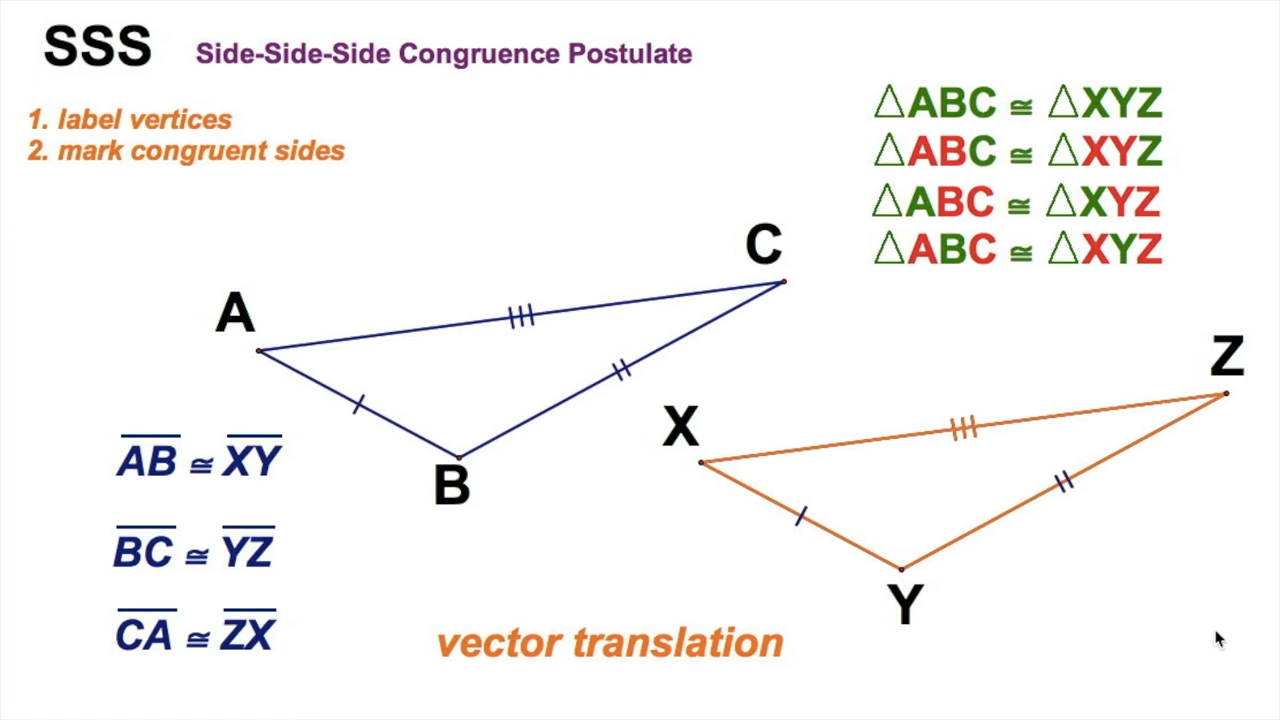 SSS Side-Side-Side Congruence Postulate
1. label vertices
2. mark congruent sides
△ABC ≅ △XYZ
△ABC ≅ △XYZ
△ABC ≅ △XYZ
△ABC ≅ △XYZ
C
A
B
Z
X
Y
AB ≅ XY
BC ≅ YZ
CA ≅ ZX
vector translation